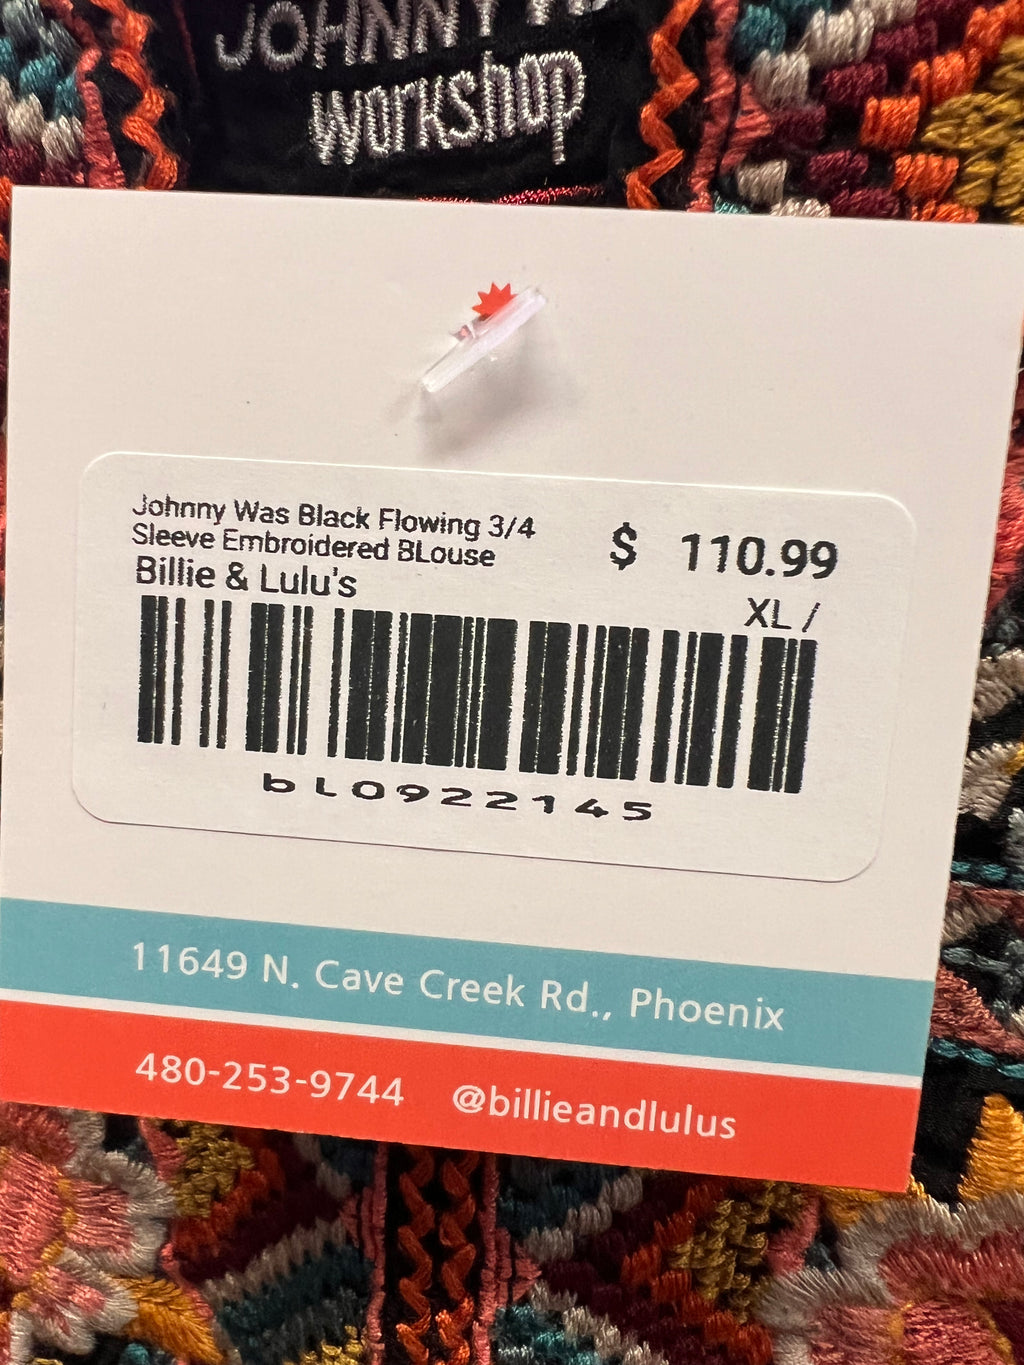 JOHNNY
workshop
Johnny Was Black Flowing 3/4
Sleeve Embroidered BLouse
$ 110.99
Billie & Lulu's
XL /
bL0922145
11649 N. Cave Creek Rd., Phoenix
480-253-9744 @billieandlulus